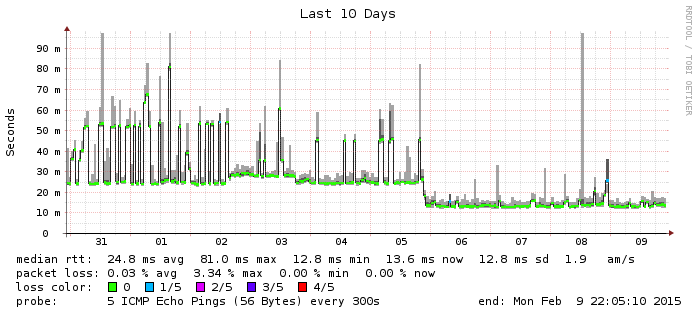 Last 10 Days
RRDTOOL / TOBI OETIKER
Seconds
90 m
80 m
70 m
60 m
50 m
40 m
30 m
20 m
10 m
0
31 01 02 03 04 05 06 07 08 09
median rtt: 24.8 ms avg 81.0 ms max 12.8 ms min 13.6 ms now 12.8 ms sd 1.9 am/s
packet loss: 0.03 % avg 3.34 % max 0.00 % min 0.00 % now
loss color: 0 1/5 2/5 3/5 4/5
probe: 5 ICMP Echo Pings (56 Bytes) every 300s end: Mon Feb 9 22:05:10 2015